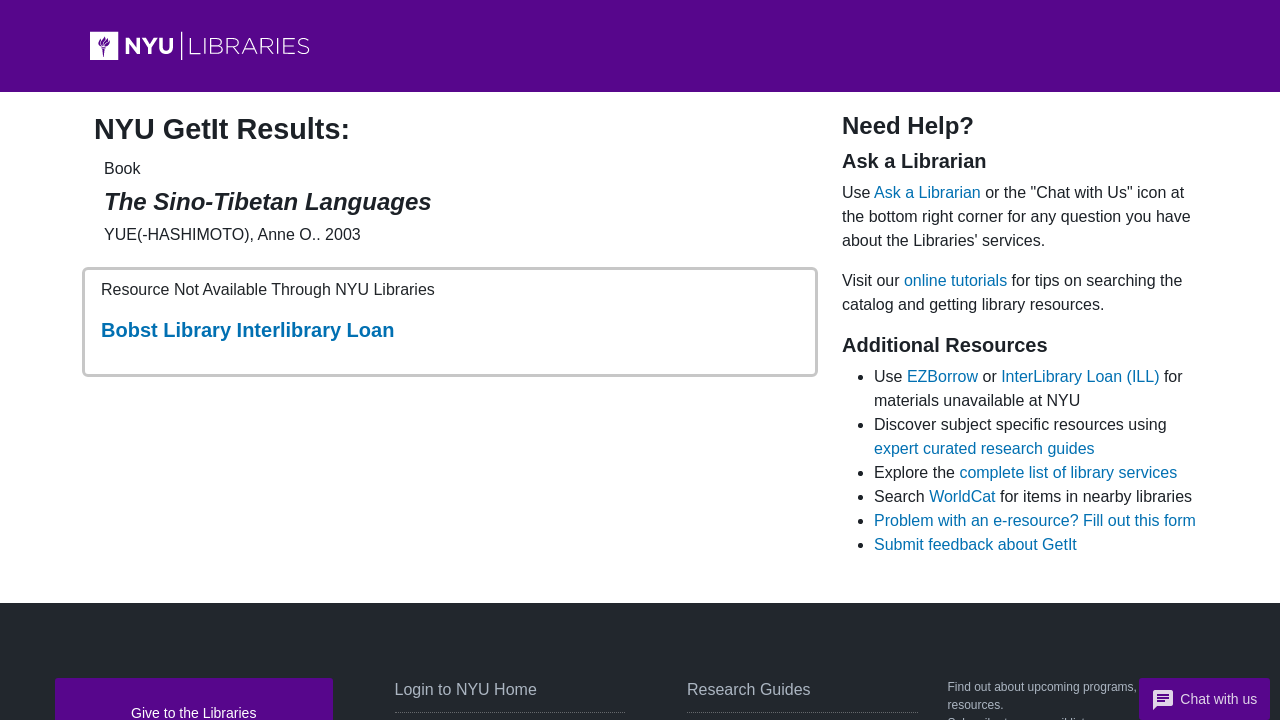 NYU LIBRARIES
NYU GetIt Results:
Book
The Sino-Tibetan Languages
YUE(-HASHIMOTO), Anne O.. 2003
Resource Not Available Through NYU Libraries
Bobst Library Interlibrary Loan
Need Help?
Ask a Librarian
Use Ask a Librarian or the "Chat with Us" icon at
the bottom right corner for any question you have
about the Libraries' services.
Visit our online tutorials for tips on searching the
catalog and getting library resources.
Additional Resources
Use EZBorrow or InterLibrary Loan (ILL) for
materials unavailable at NYU
Discover subject specific resources using
expert curated research guides
Explore the complete list of library services
Search WorldCat for items in nearby libraries
Problem with an e-resource? Fill out this form
Submit feedback about GetIt
Give to the Libraries
Login to NYU Home
Research Guides
Find out about upcoming programs,
resources.
Chat with us